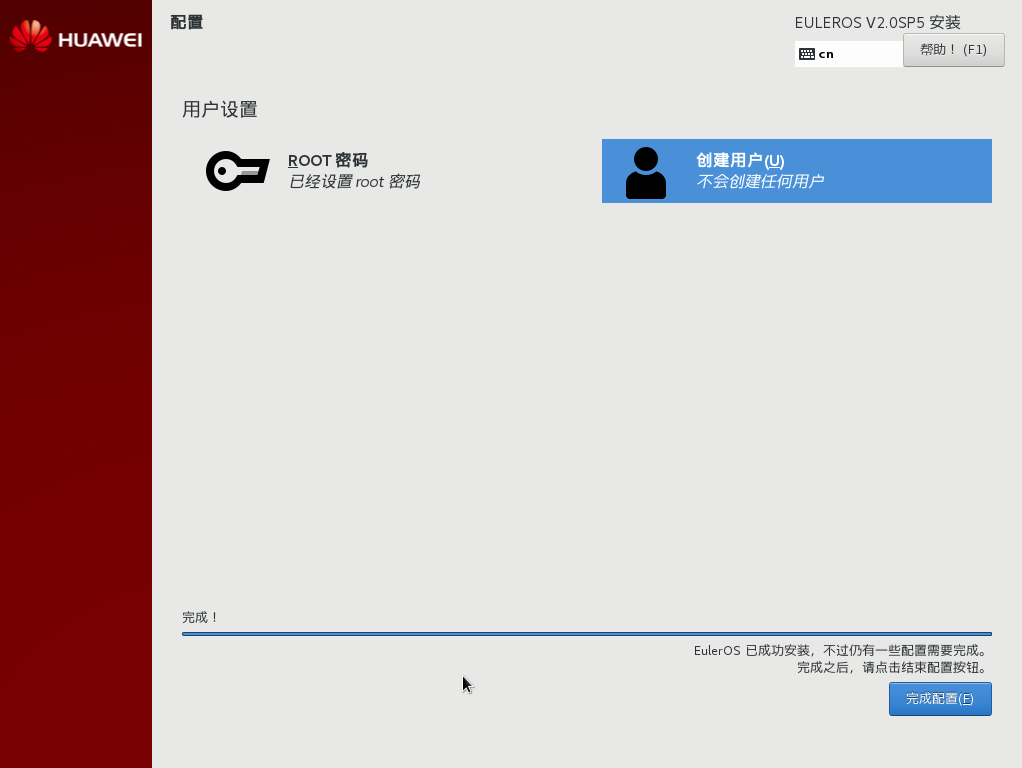 HUAWEI
配置
EULEROS V2.0SP5 安装
cn
帮助！ (F1)
用户设置
ROOT 密码
已经设置 root 密码
创建用户(U)
不会创建任何用户
完成！
EulerOS 已成功安装，不过仍有一些配置需要完成。
完成之后，请点击结束配置按钮。
完成配置(F)